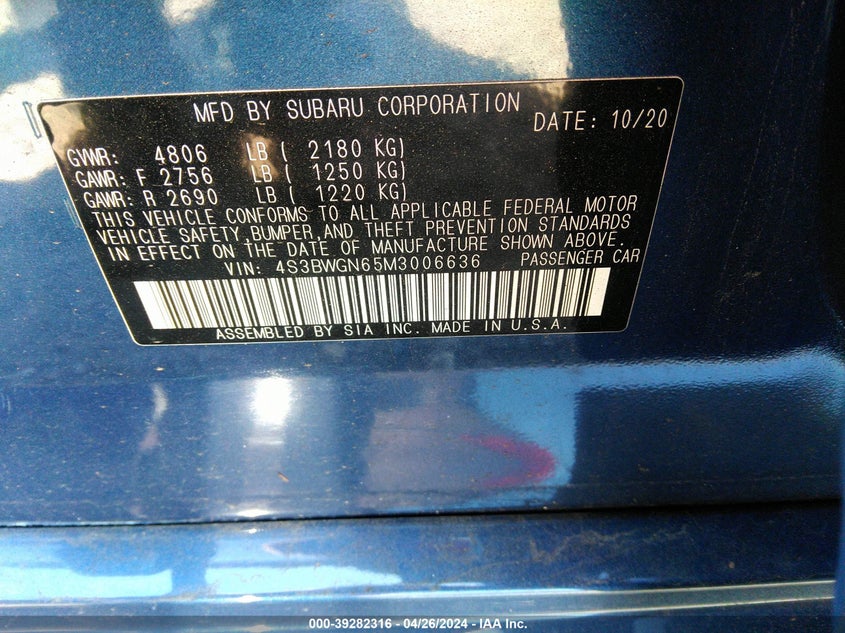 MFD BY SUBARU CORPORATION DATE: 10/20
GVWR: 4806 LB ( 2180 KG)
GAWR: F 2756 LB ( 1250 KG)
GAWR: R 2690 LB ( 1220 KG)
THIS VEHICLE CONFORMS TO ALL APPLICABLE FEDERAL MOTOR
VEHICLE SAFETY, BUMPER, AND THEFT PREVENTION STANDARDS
IN EFFECT ON THE DATE OF MANUFACTURE SHOWN ABOVE.
VIN: 4S3BWGN65M3006636 PASSENGER CAR
ASSEMBLED BY SIA INC. MADE IN U.S.A.
000-39282316 - 04/26/2024 - IAA Inc.